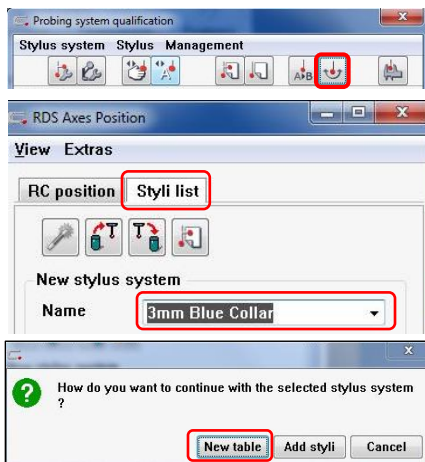 Probing system qualification
Stylus system Stylus Management
A▸B
RDS Axes Position
View Extras
RC position Styli list
New stylus system
Name 3mm Blue Collar
How do you want to continue with the selected stylus system
?
New table Add styli Cancel